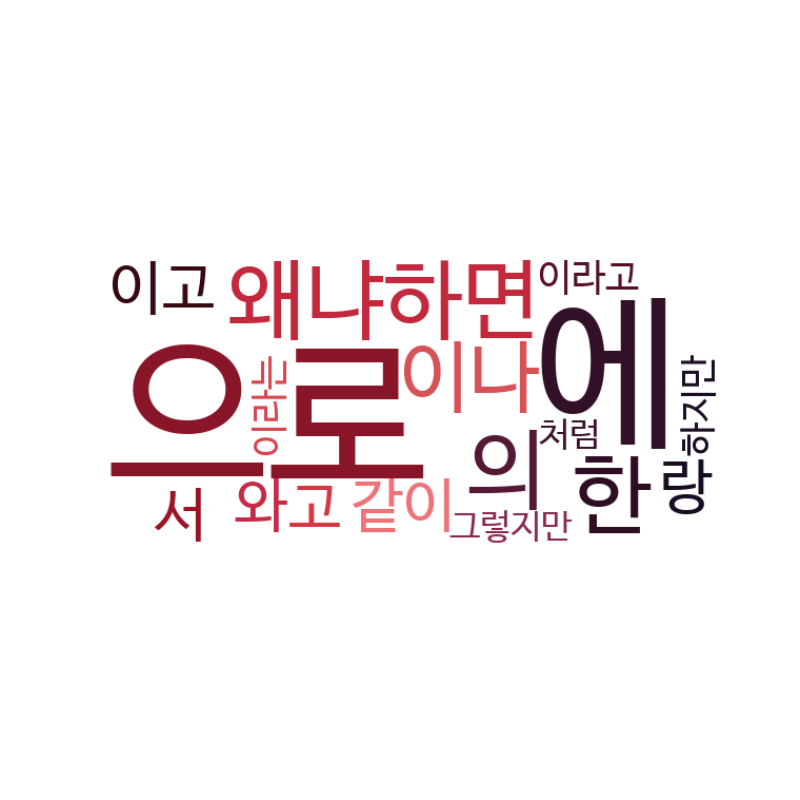 이고
왜냐하면
이라고
으로
이라는
이나
에
하지만
처럼
의
한
랑
서
와
고
같이
그렇지만